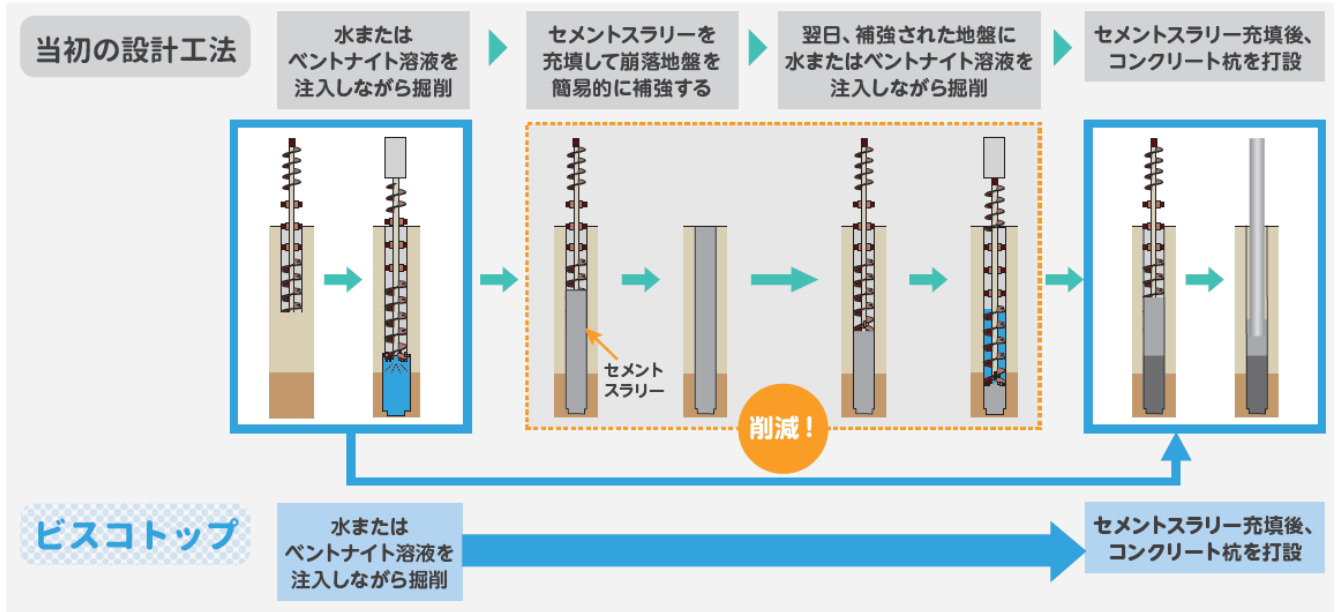 当初の設計工法
水または
ベントナイト溶液を
注入しながら掘削
セメントスラリーを
充填して崩落地盤を
簡易的に補強する
翌日、補強された地盤に
水またはベントナイト溶液を
注入しながら掘削
セメントスラリー充填後、
コンクリート杭を打設
セメント
スラリー
削減!
ビスコトップ
水または
ベントナイト溶液を
注入しながら掘削
セメントスラリー充填後、
コンクリート杭を打設